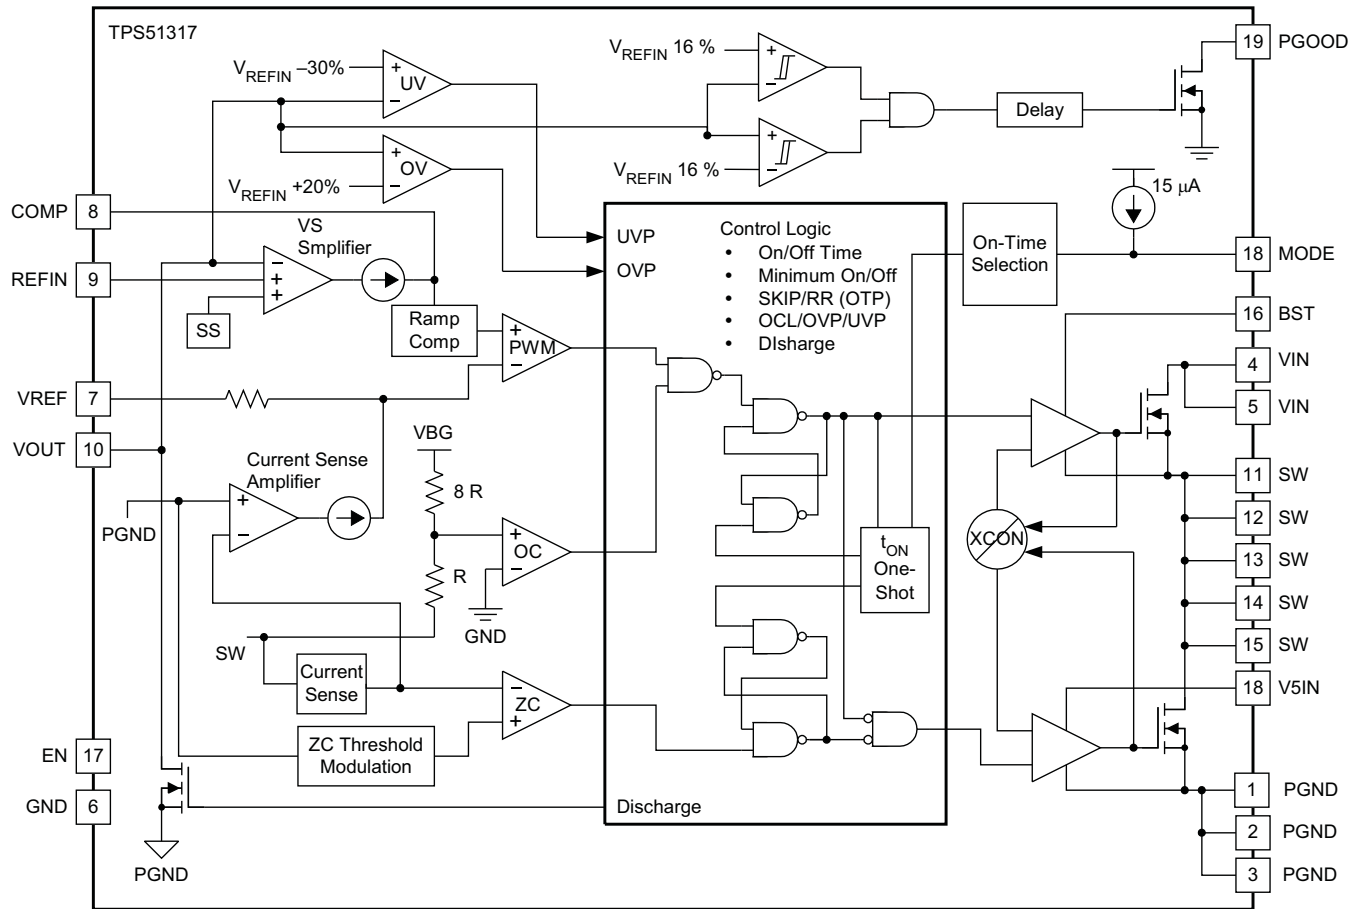 TPS51317
19 PGOOD
VREFIN 16 %
VREFIN –30%
+
–
UV
+
–
Delay
+
–
OV
+
–
VREFIN 16 %
VREFIN +20%
15 μA
COMP 8
VS
Smplifier
UVP
OVP
Control Logic
• On/Off Time
• Minimum On/Off
• SKIP/RR (OTP)
• OCL/OVP/UVP
• DIsharge
On-Time
Selection
18 MODE
REFIN 9
–
+
+
SS
Ramp
Comp
+
–
PWM
16 BST
4 VIN
5 VIN
VREF 7
VOUT 10
VBG
8 R
R
Current Sense
Amplifier
+
–
PGND
+
–
OC
GND
tON
One-
Shot
XCON
11 SW
12 SW
13 SW
14 SW
15 SW
SW
Current
Sense
–
+
ZC
18 V5IN
ZC Threshold
Modulation
EN 17
GND 6
Discharge
PGND
1 PGND
2 PGND
3 PGND